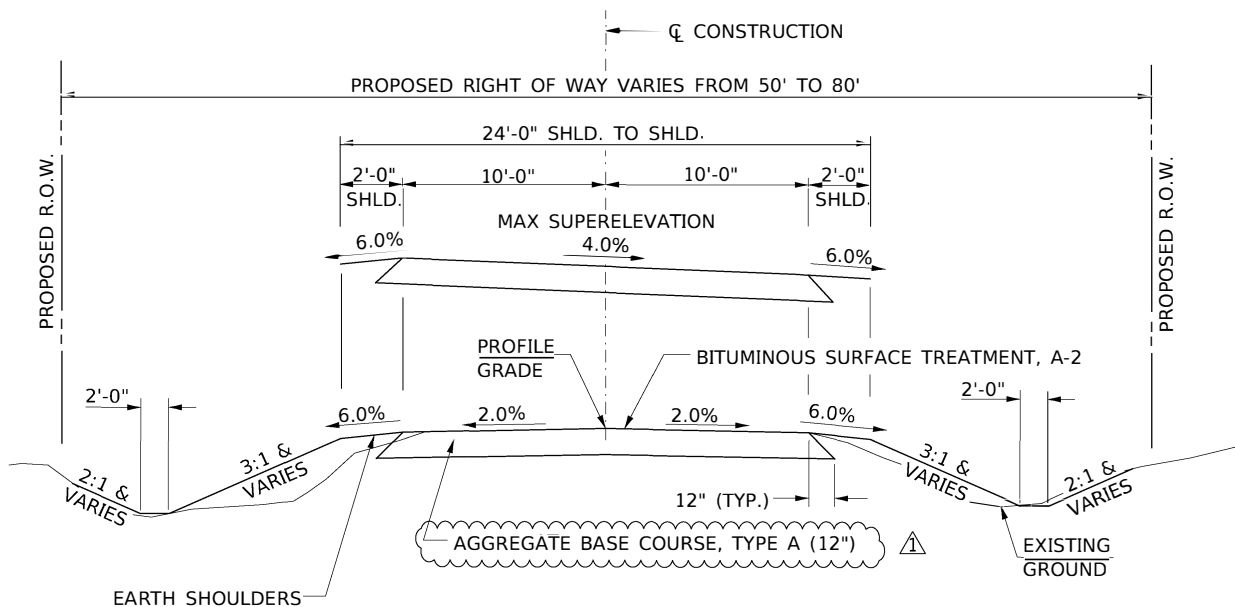 ℄ CONSTRUCTION
PROPOSED RIGHT OF WAY VARIES FROM 50' TO 80'
24'-0" SHLD. TO SHLD.
2'-0"
SHLD.
10'-0"
10'-0"
2'-0"
SHLD.
PROPOSED R.O.W.
PROPOSED R.O.W.
MAX SUPERELEVATION
6.0%
4.0%
6.0%
PROFILE
GRADE
BITUMINOUS SURFACE TREATMENT, A-2
2'-0"
6.0%
2.0%
2.0%
6.0%
2'-0"
2:1 &
VARIES
3:1 &
VARIES
3:1 &
VARIES
2:1 &
VARIES
12" (TYP.)
AGGREGATE BASE COURSE, TYPE A (12")
1
EXISTING
GROUND
EARTH SHOULDERS